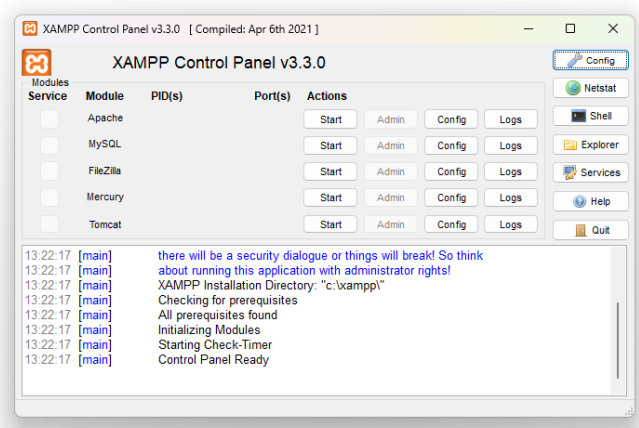 XAMPP Control Panel v3.3.0 [ Compiled: Apr 6th 2021 ]
XAMPP Control Panel v3.3.0
Config
Modules
Service Module PID(s) Port(s) Actions
Netstat
Apache Start Admin Config Logs
Shell
MySQL Start Admin Config Logs
Explorer
FileZilla Start Admin Config Logs
Services
Mercury Start Admin Config Logs
Help
Tomcat Start Admin Config Logs
Quit
13:22:17 [main] there will be a security dialogue or things will break! So think
13:22:17 [main] about running this application with administrator rights!
13:22:17 [main] XAMPP Installation Directory: "c:\xampp\"
13:22:17 [main] Checking for prerequisites
13:22:17 [main] All prerequisites found
13:22:17 [main] Initializing Modules
13:22:17 [main] Starting Check-Timer
13:22:17 [main] Control Panel Ready